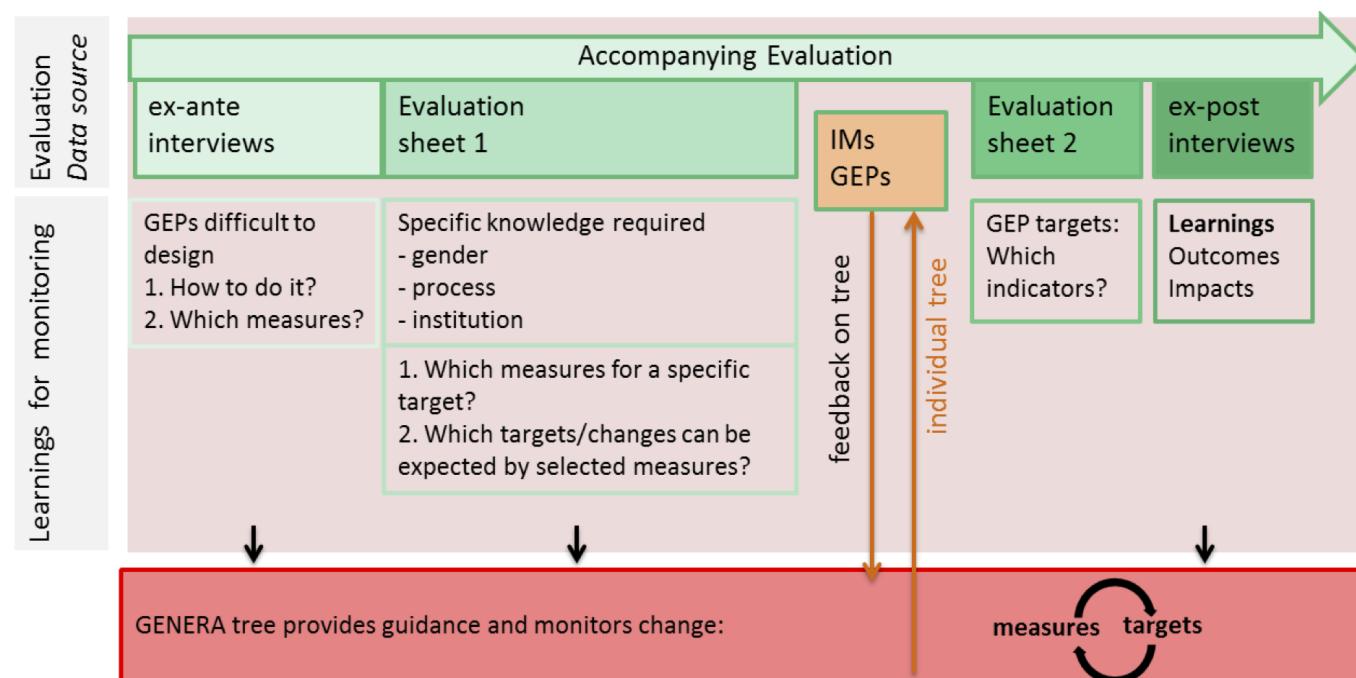 Accompanying Evaluation
Evaluation
Data source
ex-ante
interviews
Evaluation
sheet 1
IMs
GEPs
Evaluation
sheet 2
ex-post
interviews
Learnings for monitoring
GEPs difficult to
design
1. How to do it?
2. Which measures?
Specific knowledge required
- gender
- process
- institution
1. Which measures for a specific
target?
2. Which targets/changes can be
expected by selected measures?
feedback on tree
individual tree
GEP targets:
Which
indicators?
Learnings
Outcomes
Impacts
GENERA tree provides guidance and monitors change:
measures targets